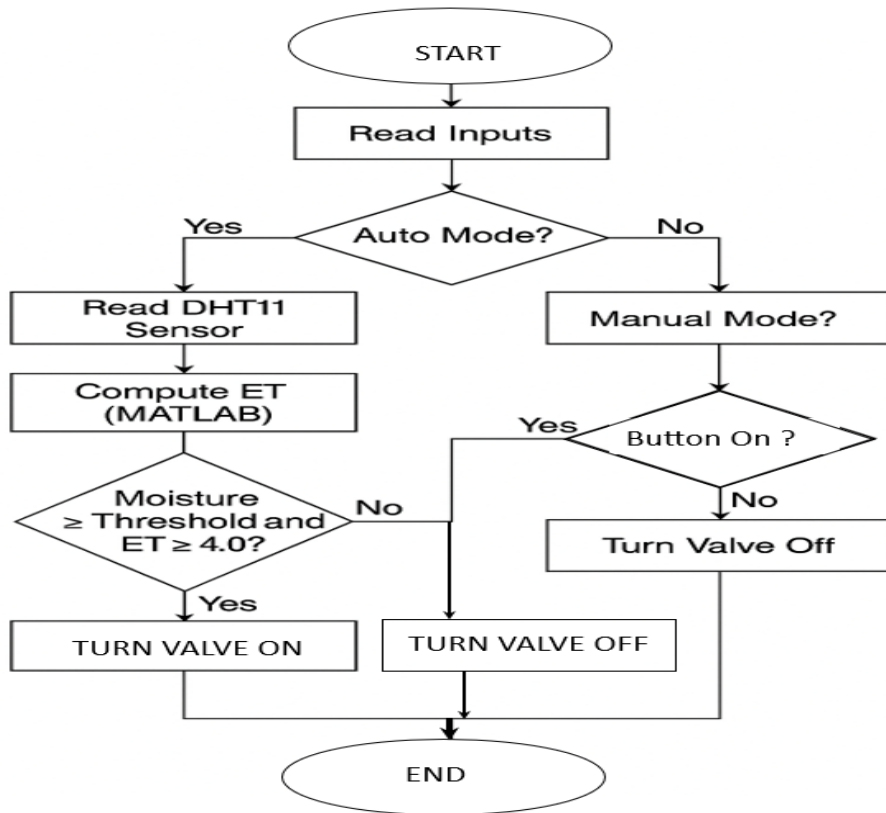 START
Read Inputs
Yes
Auto Mode?
No
Read DHT11
Sensor
Manual Mode?
Compute ET
(MATLAB)
Yes
Button On ?
Moisture
≥ Threshold and
ET ≥ 4.0?
No
No
Turn Valve Off
Yes
TURN VALVE ON
TURN VALVE OFF
END